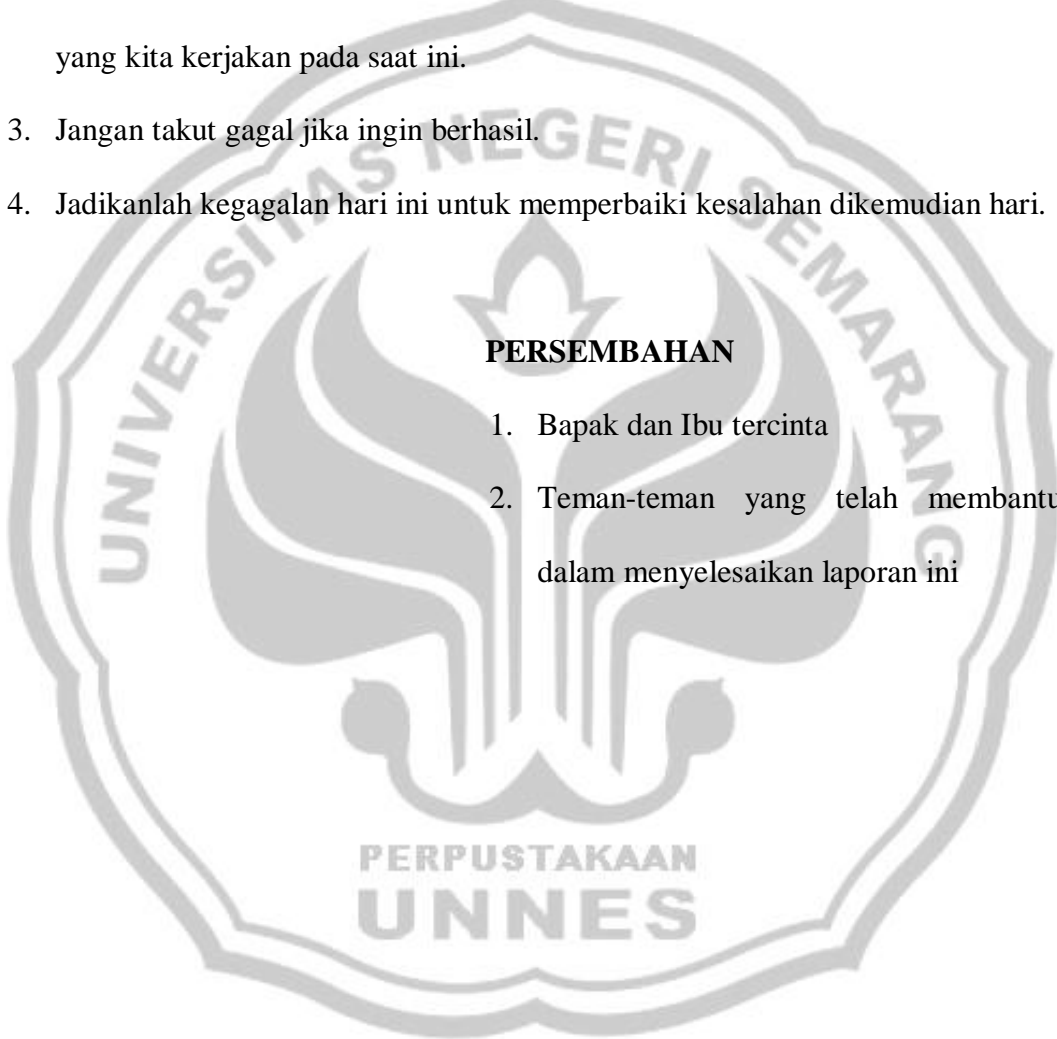 yang kita kerjakan pada saat ini.
3. Jangan takut gagal jika ingin berhasil.
4. Jadikanlah kegagalan hari ini untuk memperbaiki kesalahan dikemudian hari.
PERSEMBAHAN
1. Bapak dan Ibu tercinta
2. Teman-teman yang telah membantu
dalam menyelesaikan laporan ini
UNIVERSITAS NEGERI SEMARANG
PERPUSTAKAAN
UNNES